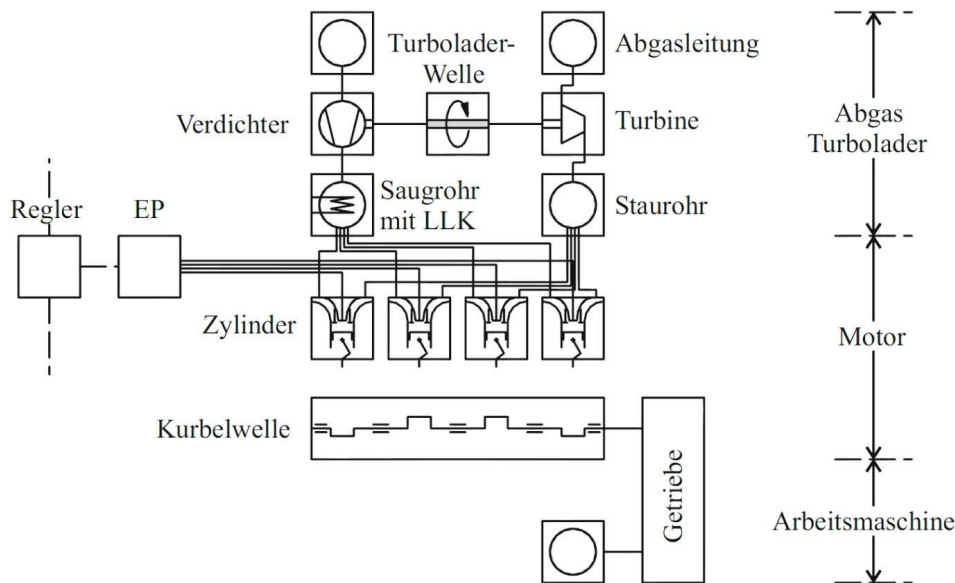 Turbolader-
Welle
Abgasleitung
Verdichter
Turbine
Abgas
Turbolader
Regler
EP
Saugrohr
mit LLK
Staurohr
Zylinder
Motor
Kurbelwelle
Getriebe
Arbeitsmaschine